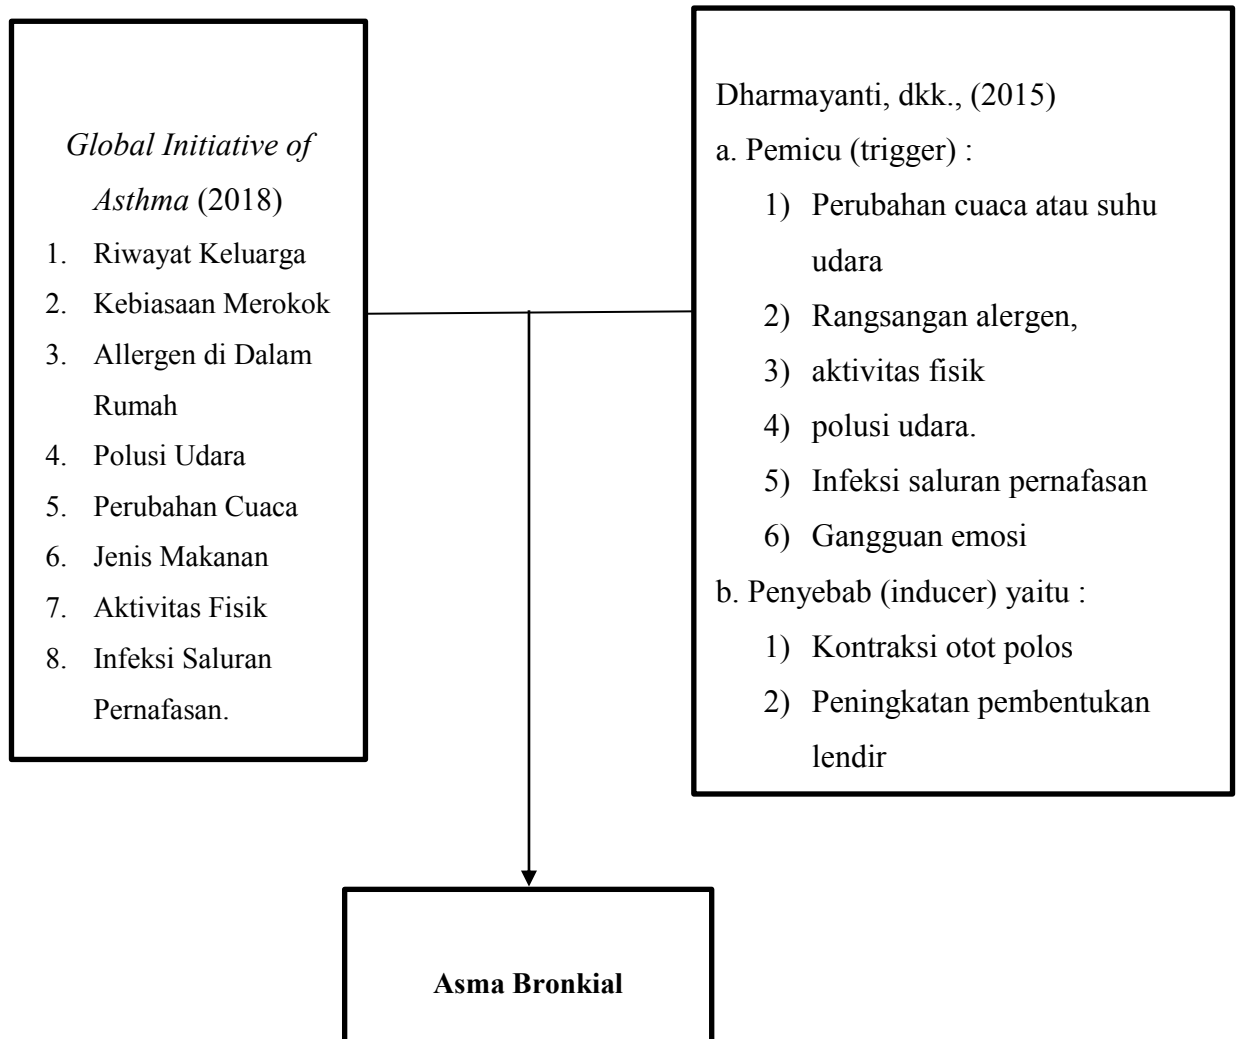 Global Initiative of
Asthma (2018)
1. Riwayat Keluarga
2. Kebiasaan Merokok
3. Allergen di Dalam
Rumah
4. Polusi Udara
5. Perubahan Cuaca
6. Jenis Makanan
7. Aktivitas Fisik
8. Infeksi Saluran
Pernafasan.
Dharmayanti, dkk., (2015)
a. Pemicu (trigger) :
1) Perubahan cuaca atau suhu
udara
2) Rangsangan alergen,
3) aktivitas fisik
4) polusi udara.
5) Infeksi saluran pernafasan
6) Gangguan emosi
b. Penyebab (inducer) yaitu :
1) Kontraksi otot polos
2) Peningkatan pembentukan
lendir
Asma Bronkial